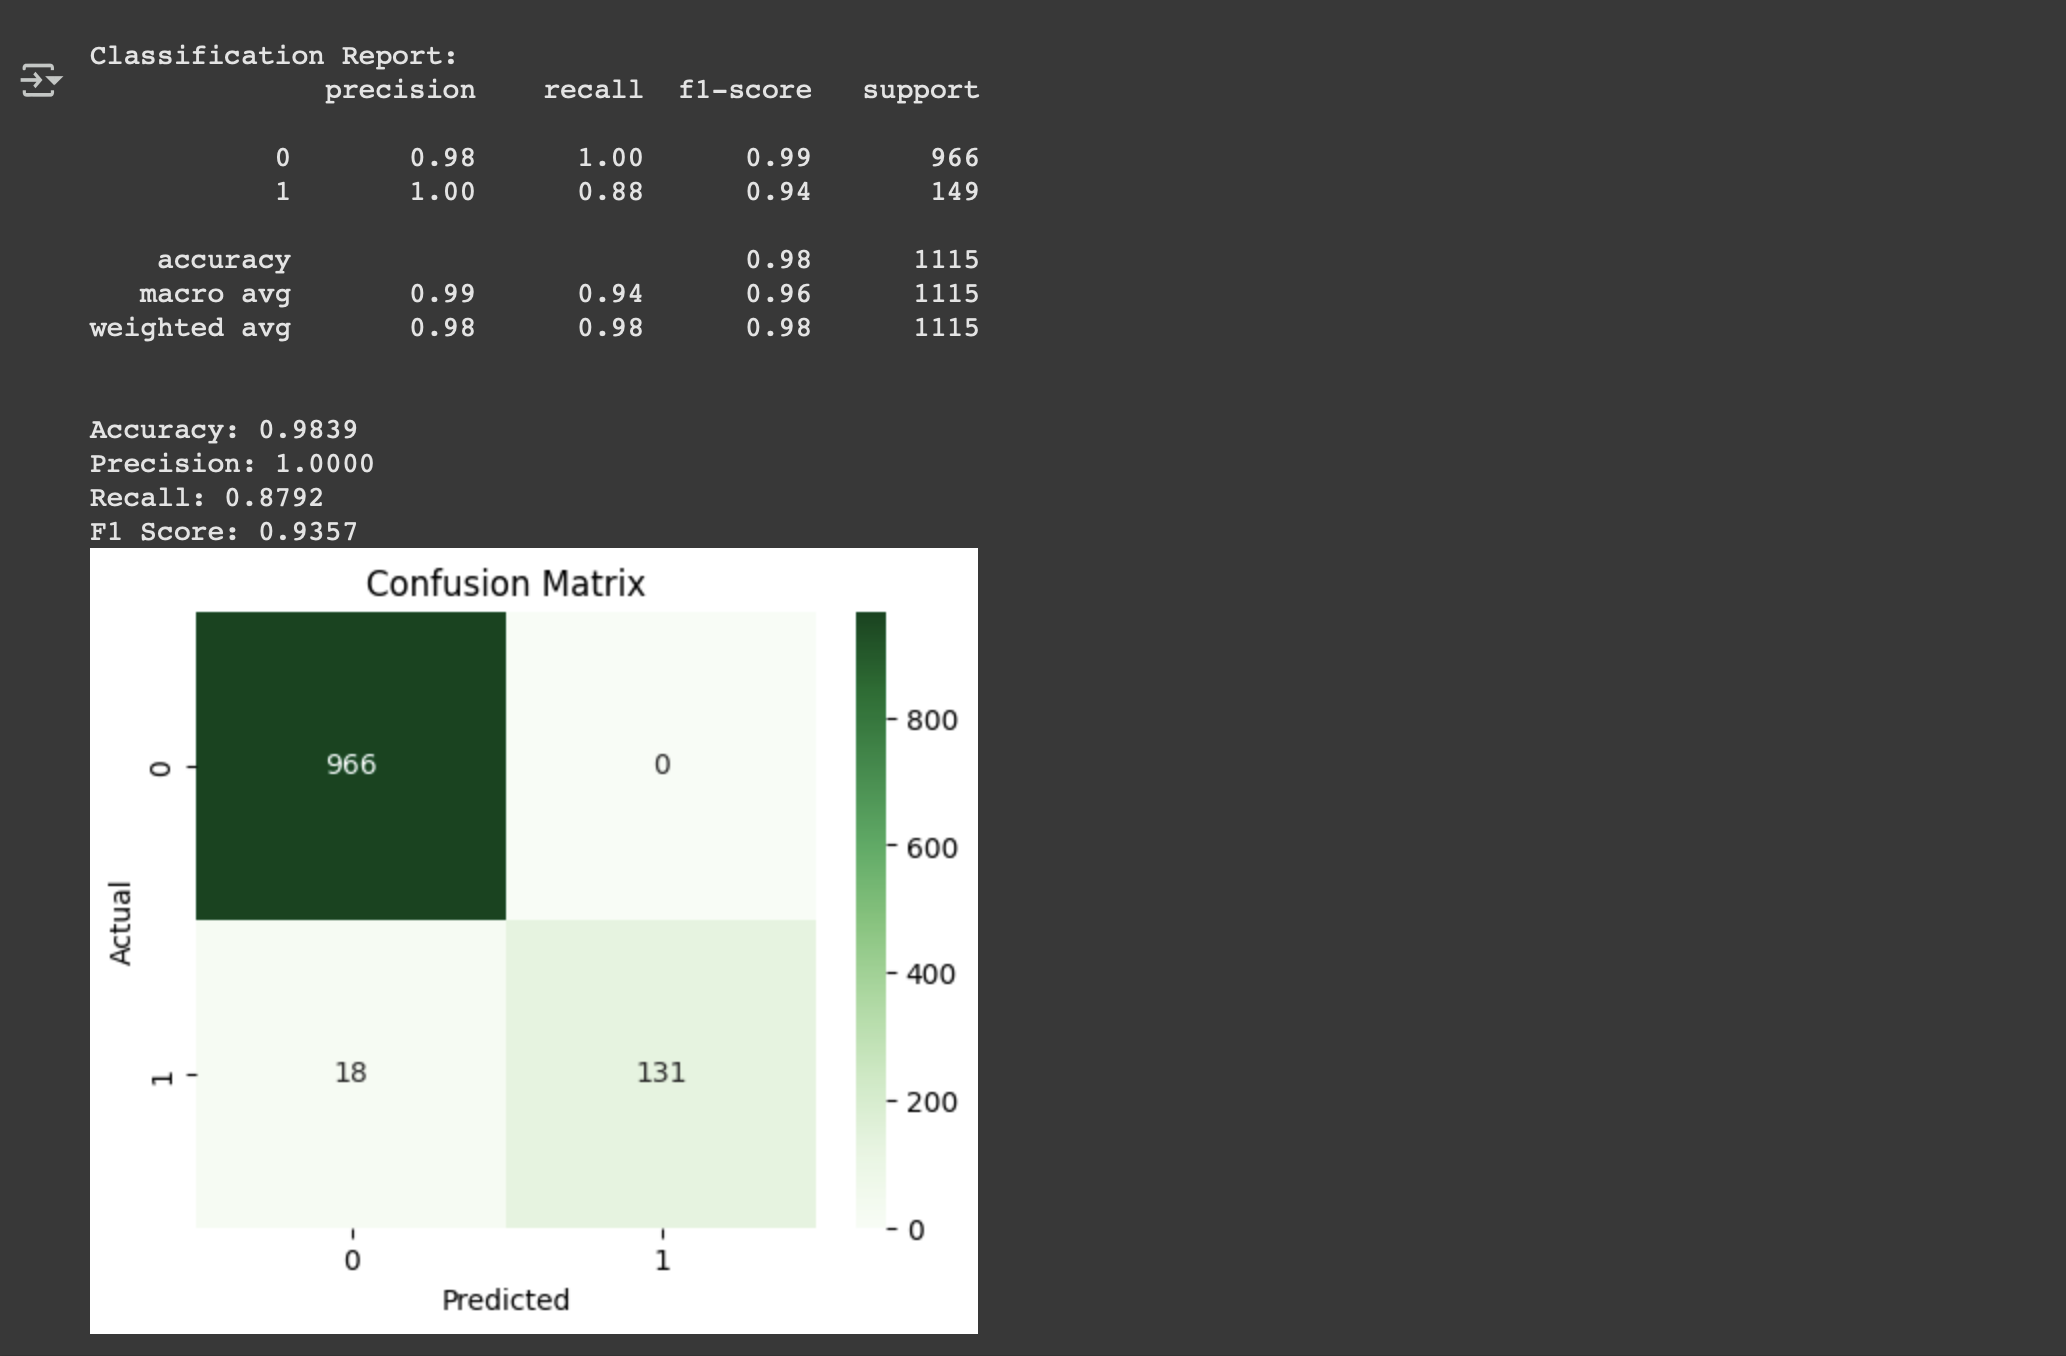 Classification Report:
precision recall f1-score support
0 0.98 1.00 0.99 966
1 1.00 0.88 0.94 149
accuracy 0.98 1115
macro avg 0.99 0.94 0.96 1115
weighted avg 0.98 0.98 0.98 1115
Accuracy: 0.9839
Precision: 1.0000
Recall: 0.8792
F1 Score: 0.9357
Confusion Matrix
966 0
18 131
0
1
Actual
0 1
Predicted
800
600
400
200
0